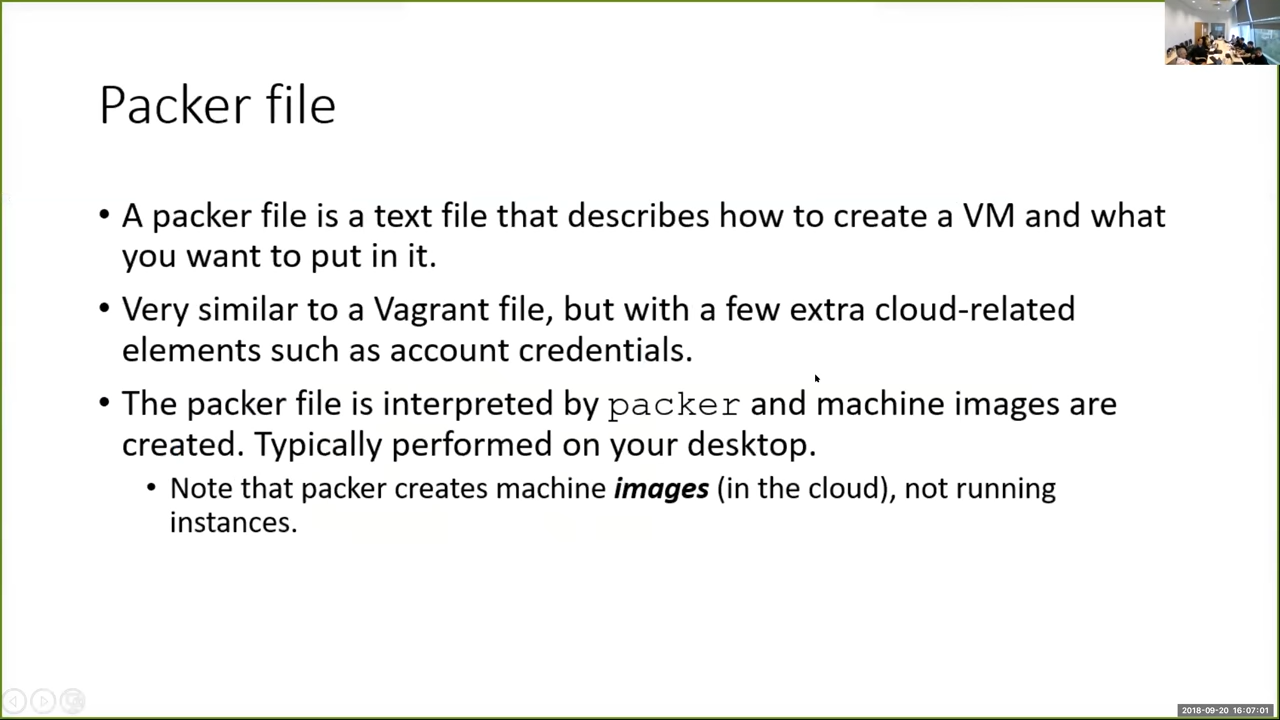 Packer file
• A packer file is a text file that describes how to create a VM and what
you want to put in it.
• Very similar to a Vagrant file, but with a few extra cloud-related
elements such as account credentials.
• The packer file is interpreted by packer and machine images are
created. Typically performed on your desktop.
• Note that packer creates machine images (in the cloud), not running
instances.
2018-09-20 16:07:01